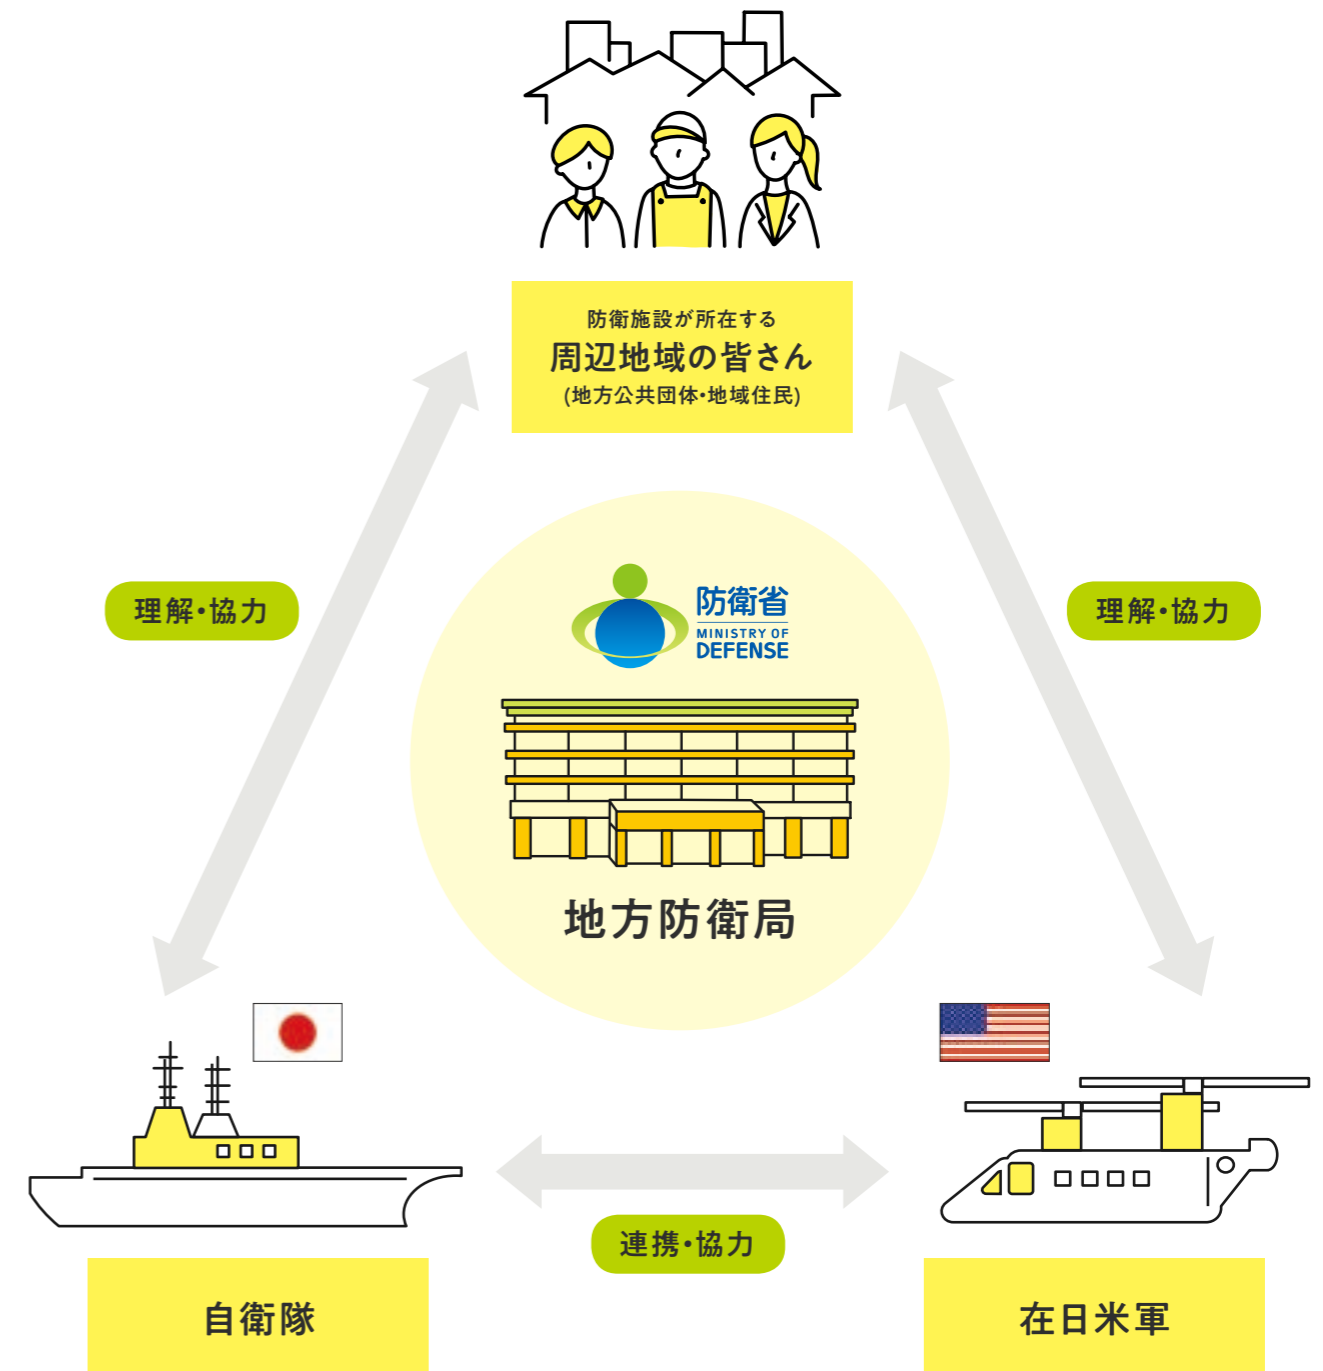 防衛施設が所在する
周辺地域の皆さん
(地方公共団体・地域住民)
理解・協力
理解・協力
防衛省
MINISTRY OF
DEFENSE
地方防衛局
連携・協力
自衛隊
在日米軍